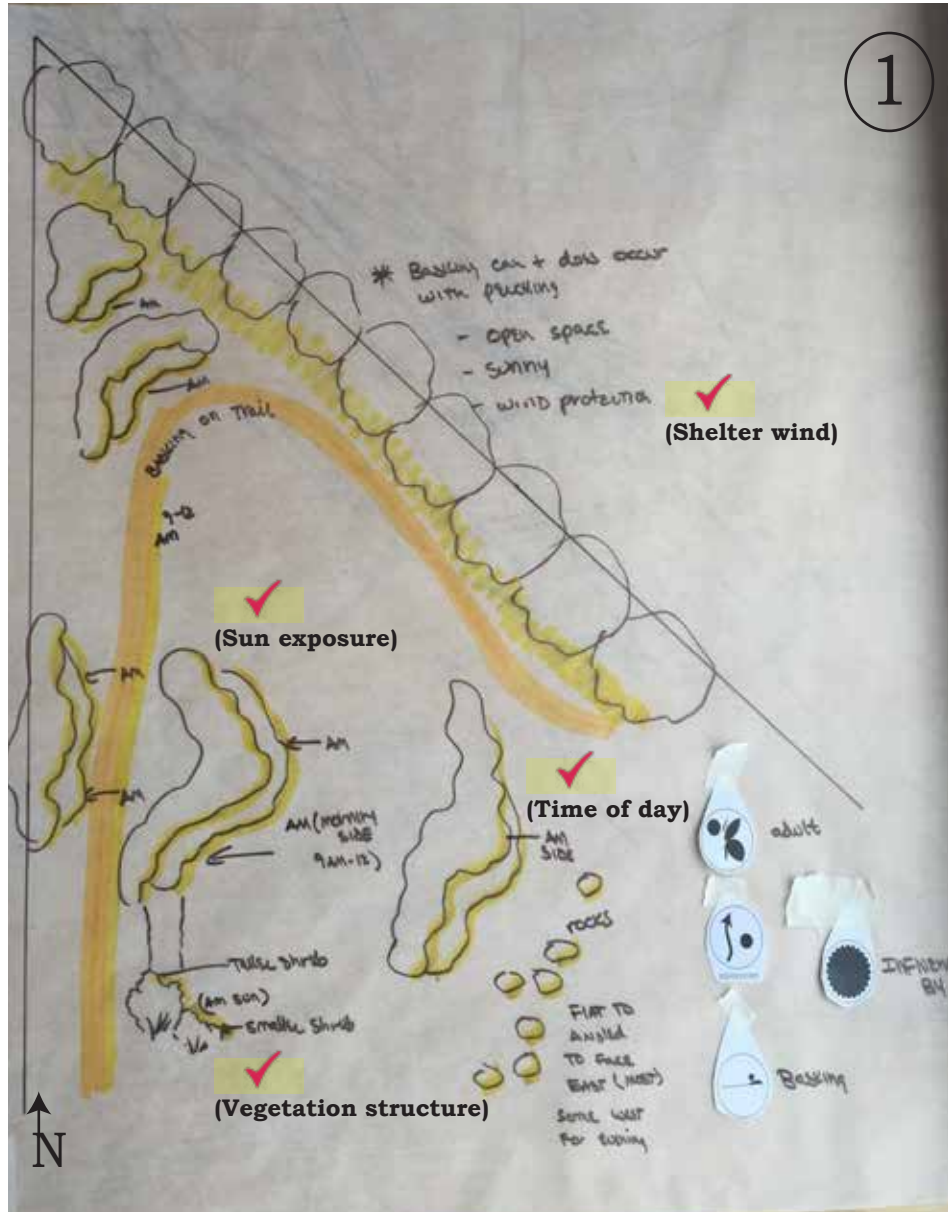 1
* Basking can + does occur
with perching
- open space
- sunny
- wind protection
(Shelter wind)
Am
Am
Basking on Trail
9-12
Am
(Sun exposure)
Am
Am
Am
(Time of day)
Am (morning
side
9am-12)
Am
side
adult
rocks
Influenced
By
Taller shrub
(Am sun)
smaller shrub
Flat to
angled
to face
East (most)
some west
for evening
Basking
(Vegetation structure)
N